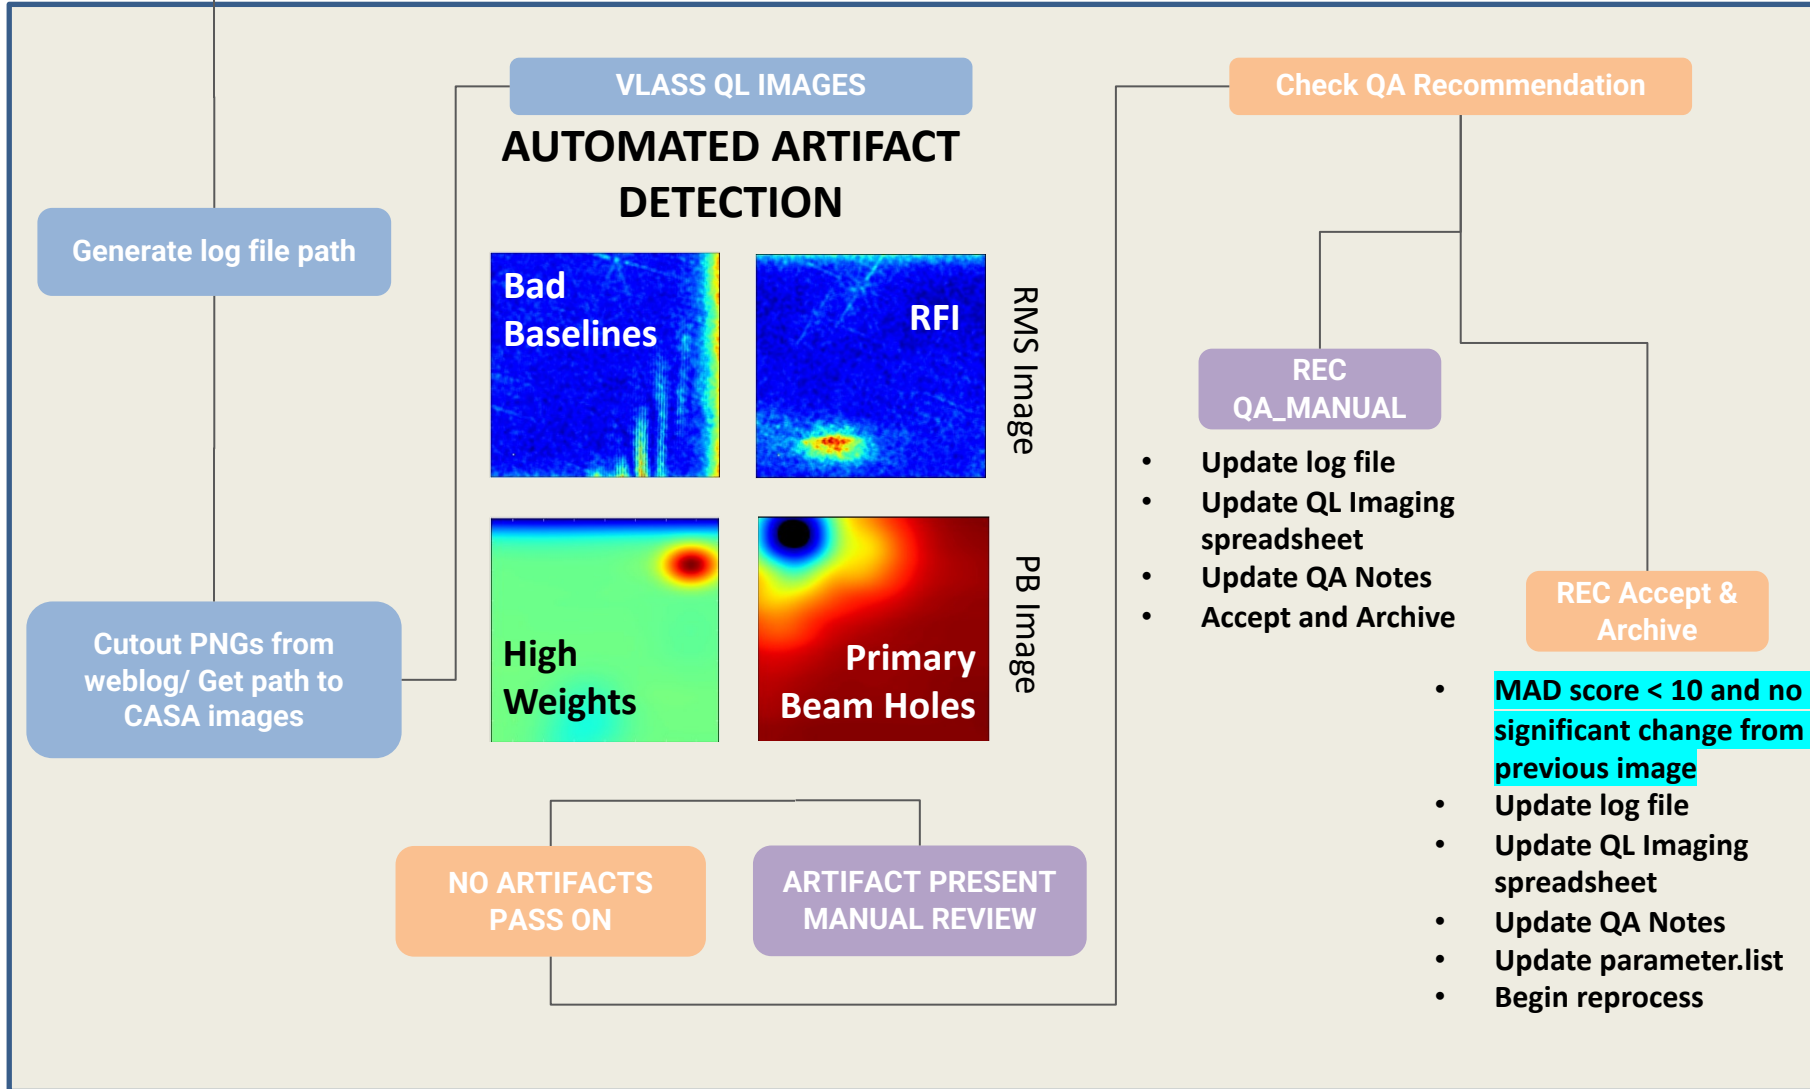 Generate log file path
Cutout PNGs from
weblog/ Get path to
CASA images
VLASS QL IMAGES
AUTOMATED ARTIFACT
DETECTION
Bad
Baselines
RFI
RMS Image
High
Weights
Primary
Beam Holes
PB Image
NO ARTIFACTS
PASS ON
ARTIFACT PRESENT
MANUAL REVIEW
Check QA Recommendation
REC
QA_MANUAL
• Update log file
• Update QL Imaging
spreadsheet
• Update QA Notes
• Accept and Archive
REC Accept &
Archive
• MAD score < 10 and no
significant change from
previous image
• Update log file
• Update QL Imaging
spreadsheet
• Update QA Notes
• Update parameter.list
• Begin reprocess